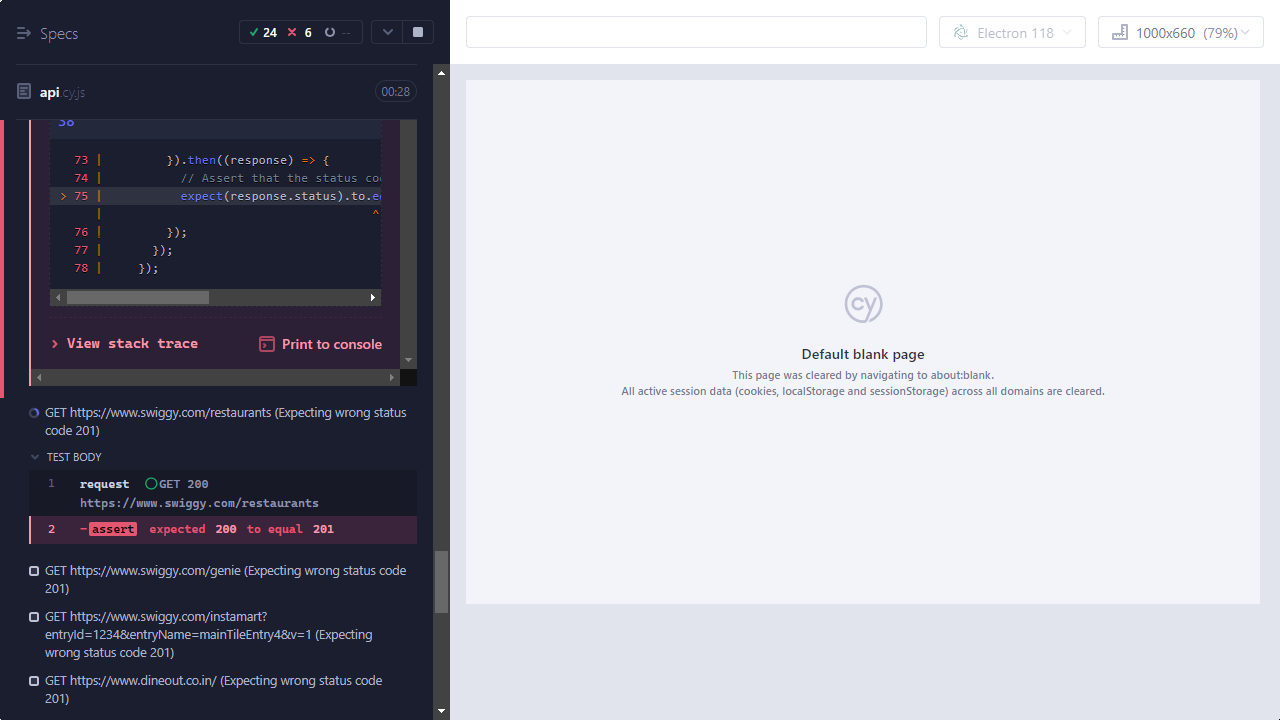 Specs
24 6 --
Electron 118
1000x660 (79%)
api.cy.js
00:28
38
73 | }).then((response) => {
74 | // Assert that the status co
> 75 | expect(response.status).to.e
| ^
76 | });
77 | });
78 | });
> View stack trace
Print to console
GET https://www.swiggy.com/restaurants (Expecting wrong status
code 201)
TEST BODY
1 request GET 200
https://www.swiggy.com/restaurants
2 -assert expected 200 to equal 201
GET https://www.swiggy.com/genie (Expecting wrong status code
201)
GET https://www.swiggy.com/instamart?
entryId=1234&entryName=mainTileEntry4&v=1 (Expecting
wrong status code 201)
GET https://www.dineout.co.in/ (Expecting wrong status code
201)
cy
Default blank page
This page was cleared by navigating to about:blank.
All active session data (cookies, localStorage and sessionStorage) across all domains are cleared.